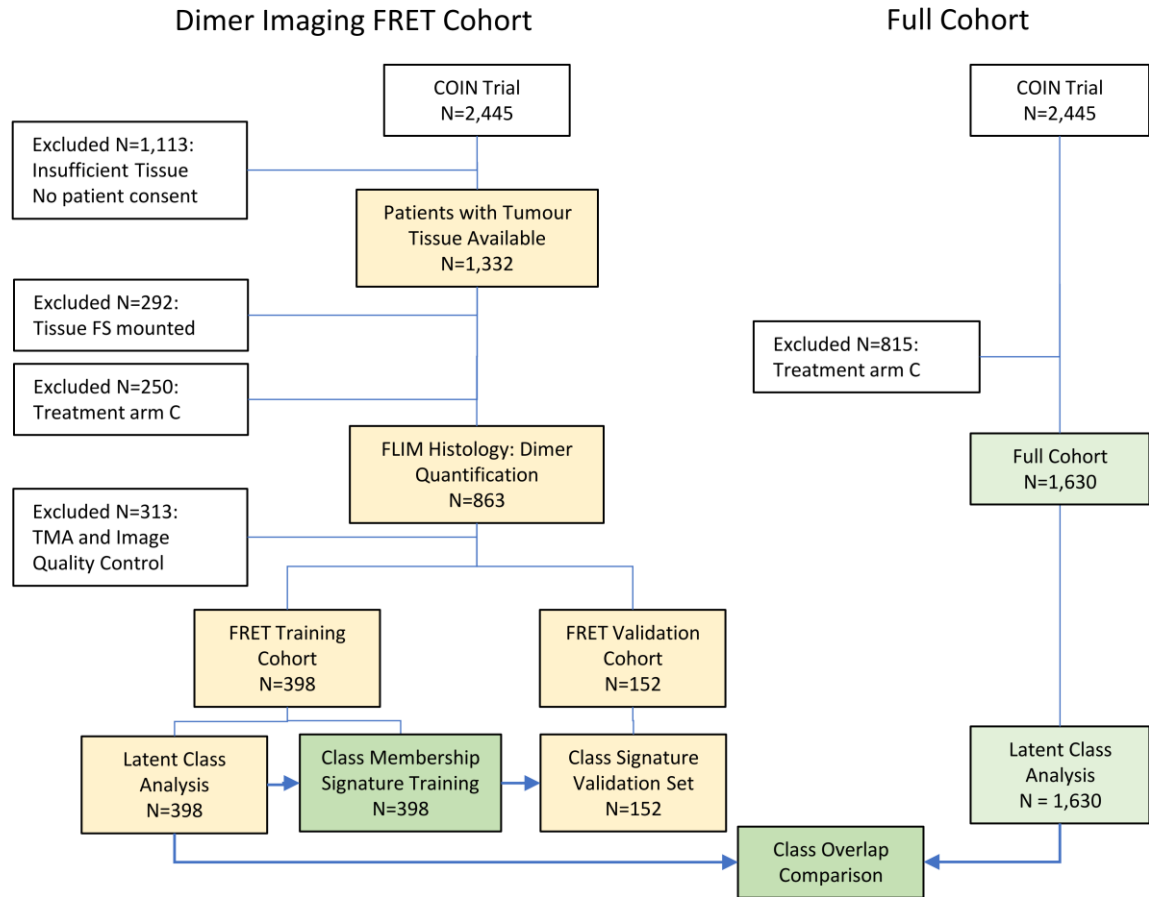 Dimer Imaging FRET Cohort
Full Cohort
COIN Trial
N=2,445
COIN Trial
N=2,445
Excluded N=1,113:
Insufficient Tissue
No patient consent
Patients with Tumour
Tissue Available
N=1,332
Excluded N=292:
Tissue FS mounted
Excluded N=815:
Treatment arm C
Excluded N=250:
Treatment arm C
FLIM Histology: Dimer
Quantification
N=863
Full Cohort
N=1,630
Excluded N=313:
TMA and Image
Quality Control
FRET Training
Cohort
N=398
FRET Validation
Cohort
N=152
Latent Class
Analysis
N=398
Class Membership
Signature Training
N=398
Class Signature
Validation Set
N=152
Latent Class
Analysis
N = 1,630
Class Overlap
Comparison